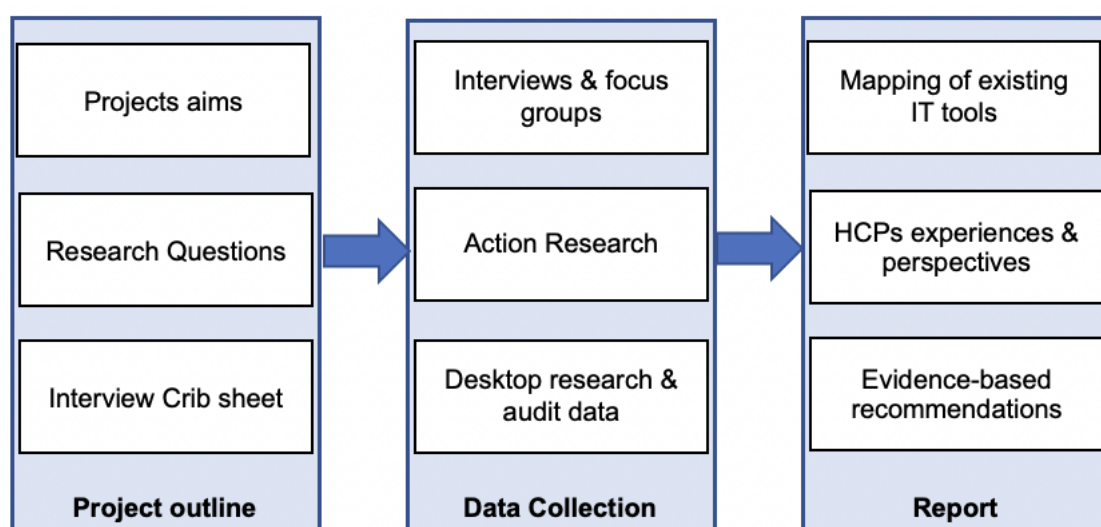 Projects aims
Research Questions
Interview Crib sheet
Project outline
Interviews & focus
groups
Action Research
Desktop research &
audit data
Data Collection
Mapping of existing
IT tools
HCPs experiences &
perspectives
Evidence-based
recommendations
Report